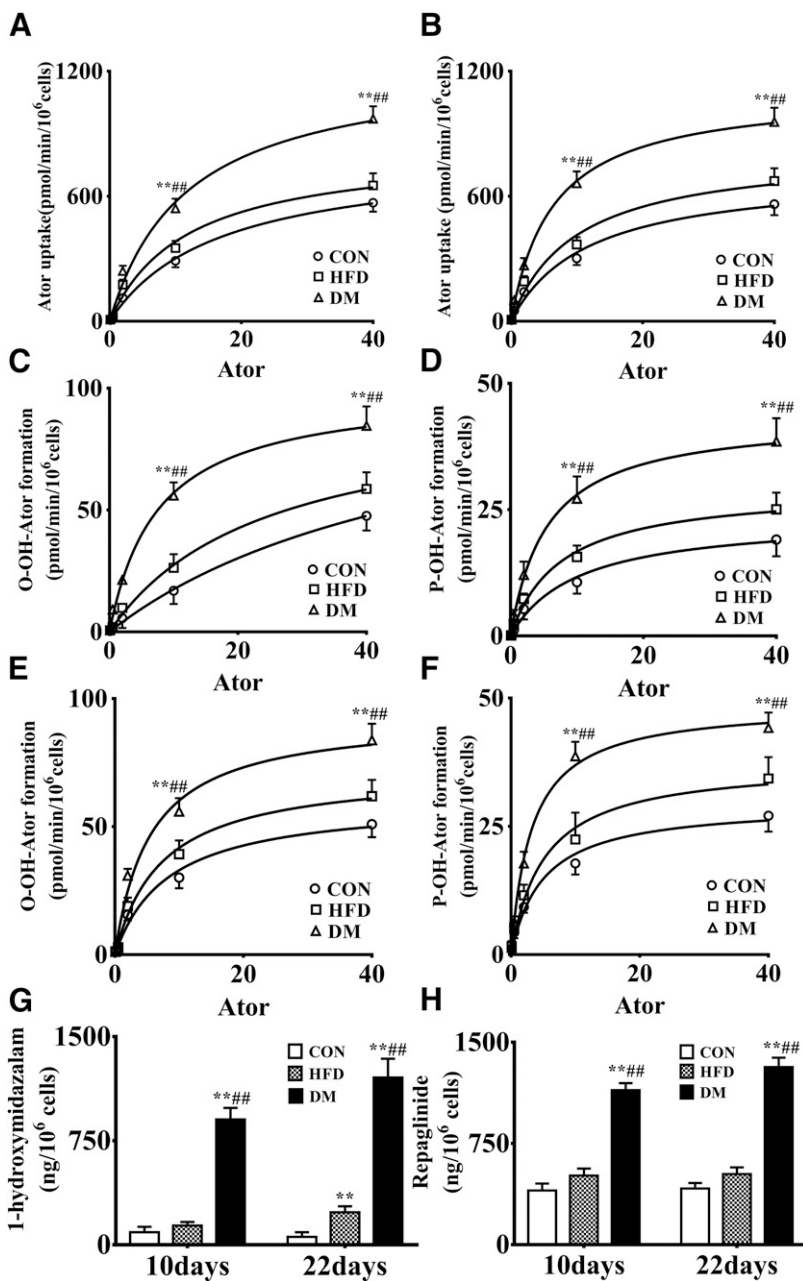 A
Ator uptake(pmol/min/10⁶cells)
1200
600
0
**##
**##
CON
HFD
DM
0 20 40
Ator
B
Ator uptake (pmol/min/10⁶cells)
1200
600
0
**##
**##
CON
HFD
DM
0 20 40
Ator
C
O-OH-Ator formation
(pmol/min/10⁶cells)
100
50
0
**##
**##
CON
HFD
DM
0 20 40
Ator
D
P-OH-Ator formation
(pmol/min/10⁶cells)
50
25
0
**##
**##
CON
HFD
DM
0 20 40
Ator
E
O-OH-Ator formation
(pmol/min/10⁶cells)
100
50
0
**##
**##
CON
HFD
DM
0 20 40
Ator
F
P-OH-Ator formation
(pmol/min/10⁶cells)
50
25
0
**##
**##
CON
HFD
DM
0 20 40
Ator
G
1-hydroxymidazalam
(ng/10⁶ cells)
1500
750
0
CON
HFD
DM
**##
**
**##
10days 22days
H
Repaglinide
(ng/10⁶ cells)
1500
750
0
CON
HFD
DM
**##
**##
10days 22days